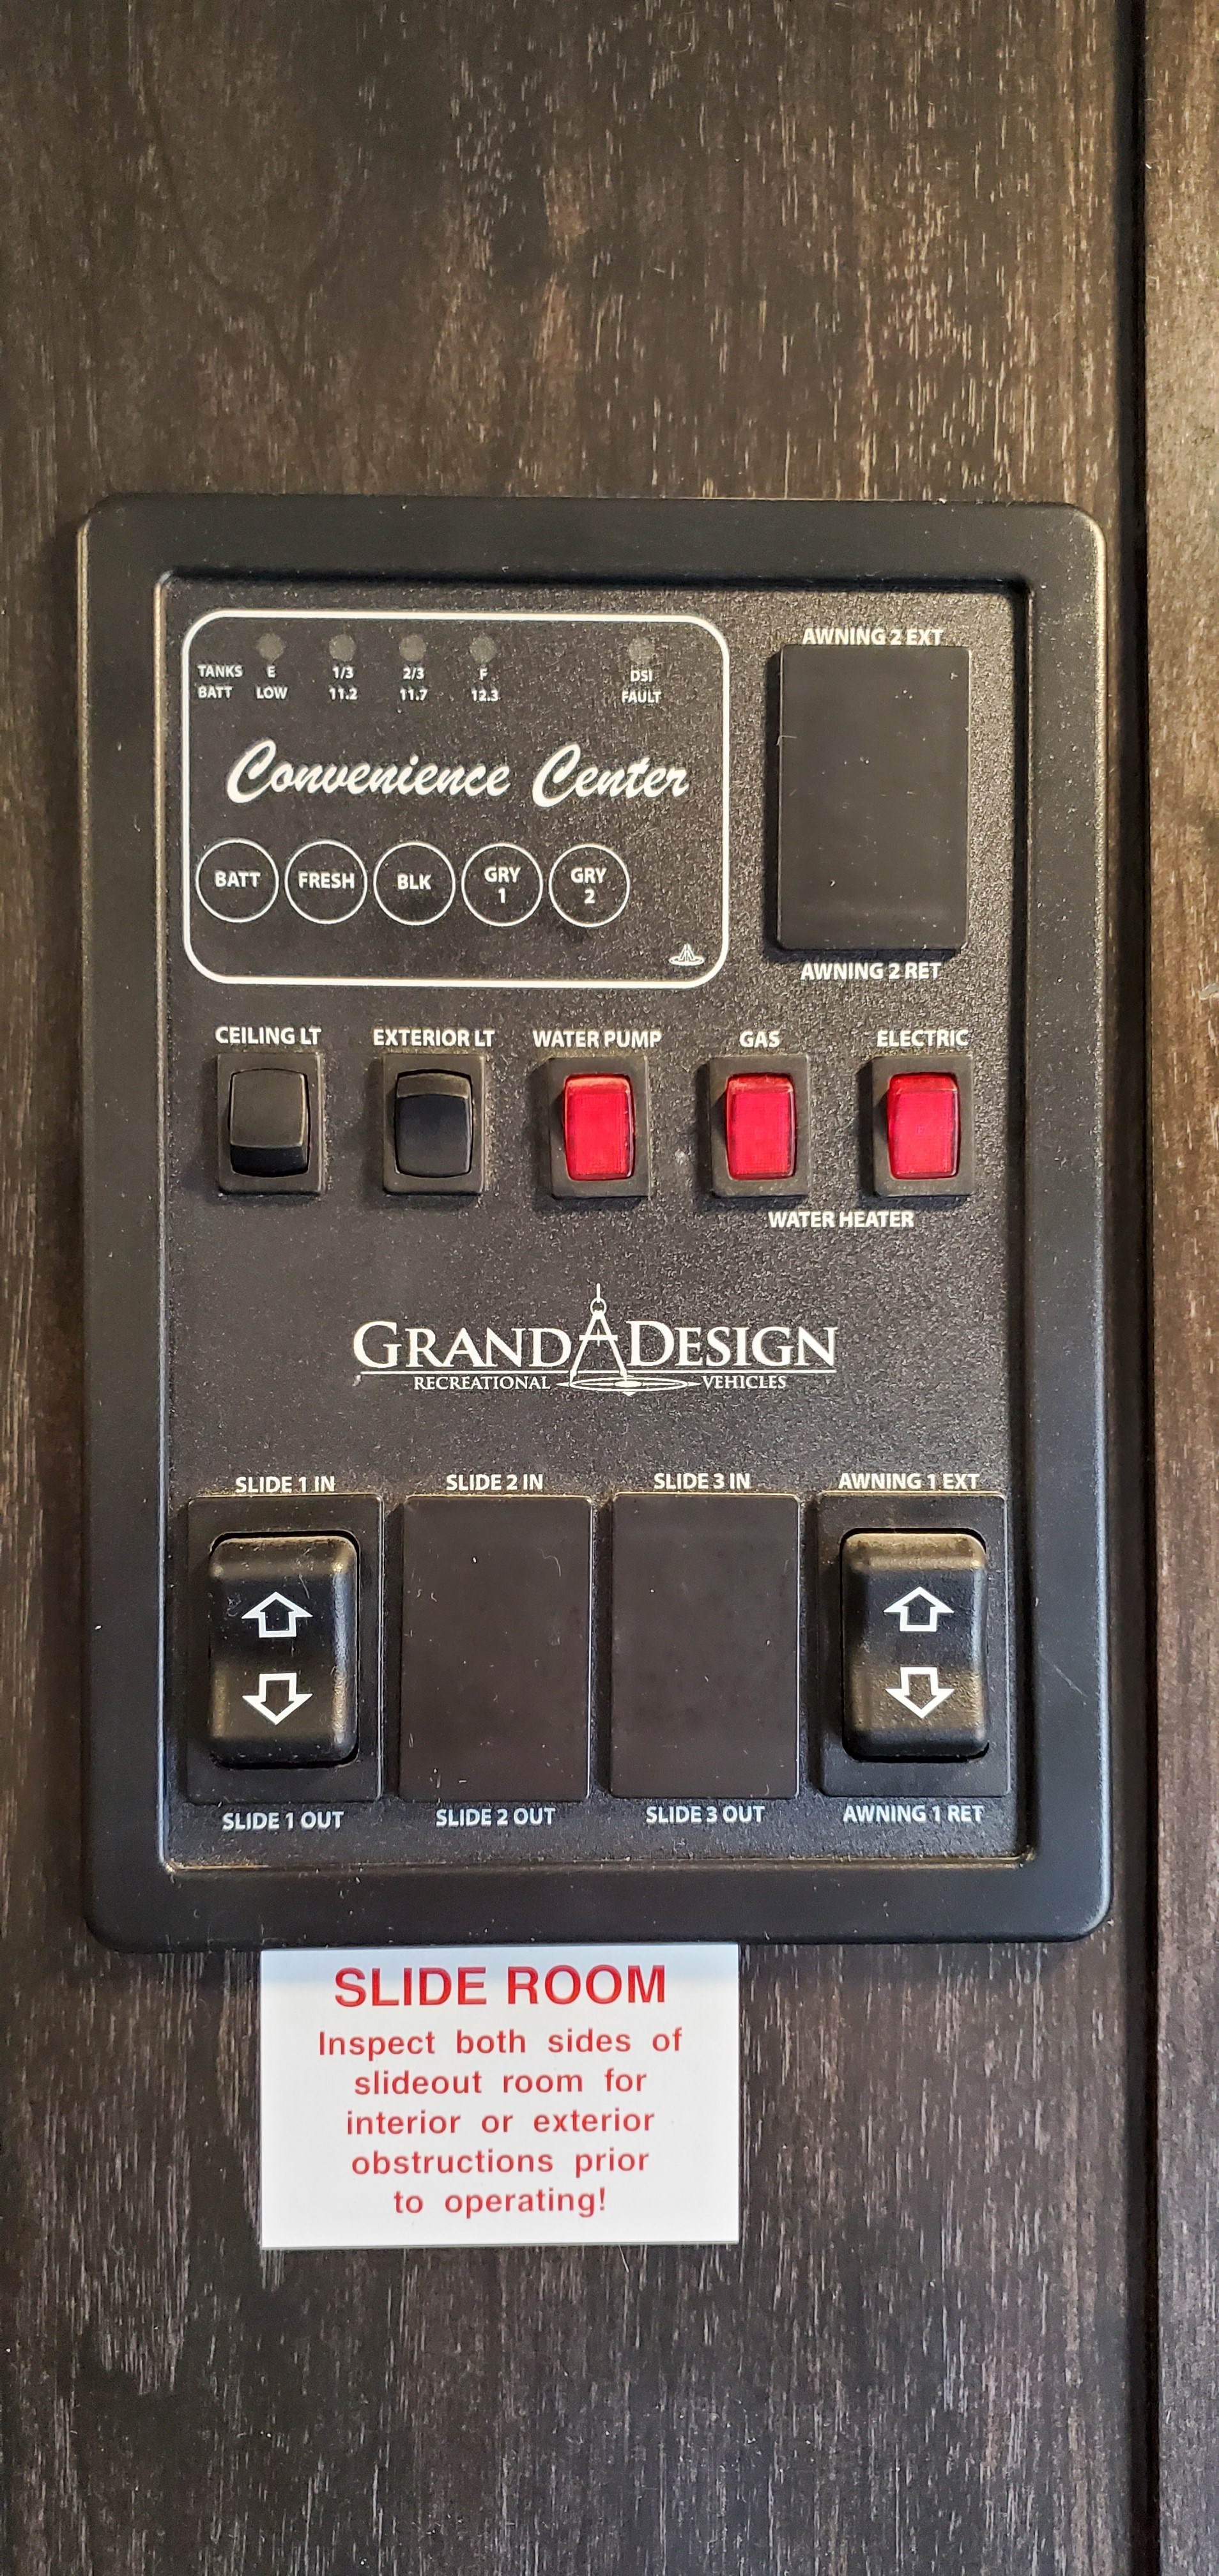 TANKS E 1/3 2/3 F DSI
BATT LOW 11.2 11.7 12.3 FAULT
Convenience Center
BATT FRESH BLK GRY 1 GRY 2
AWNING 2 EXT
AWNING 2 RET
CEILING LT EXTERIOR LT WATER PUMP GAS ELECTRIC
WATER HEATER
GRAND DESIGN
RECREATIONAL VEHICLES
SLIDE 1 IN SLIDE 2 IN SLIDE 3 IN AWNING 1 EXT
SLIDE 1 OUT SLIDE 2 OUT SLIDE 3 OUT AWNING 1 RET
SLIDE ROOM
Inspect both sides of
slideout room for
interior or exterior
obstructions prior
to operating!